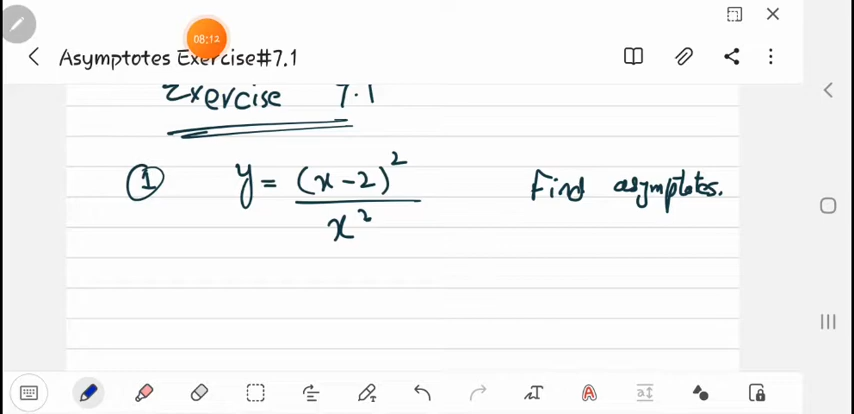 08:12
Asymptotes Exercise#7.1
Exercise 7.1
① y = (x-2)²/x² Find asymptotes.